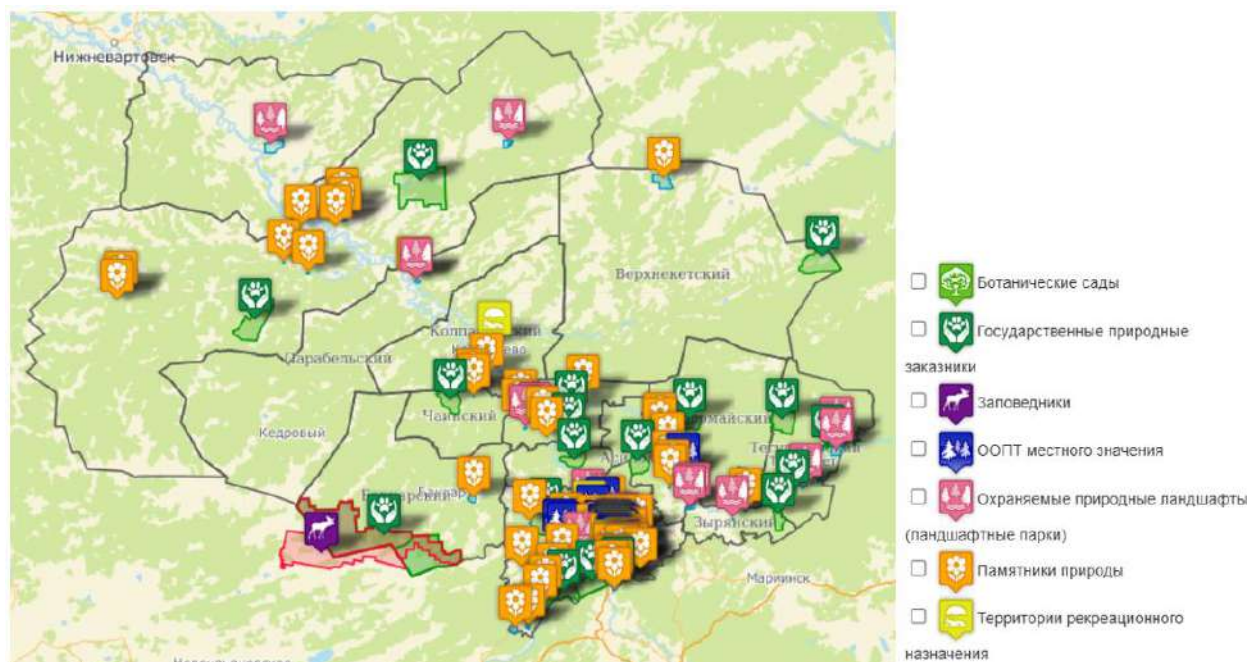 Нижневартовск
Верхнекетский
Парабельский
Чаинский
Кедровый
Бакчарский
Зырянский
Мариинск
Ботанические сады
Государственные природные
заказники
Заповедники
ООПТ местного значения
Охраняемые природные ландшафты
(ландшафтные парки)
Памятники природы
Территории рекреационного
назначения